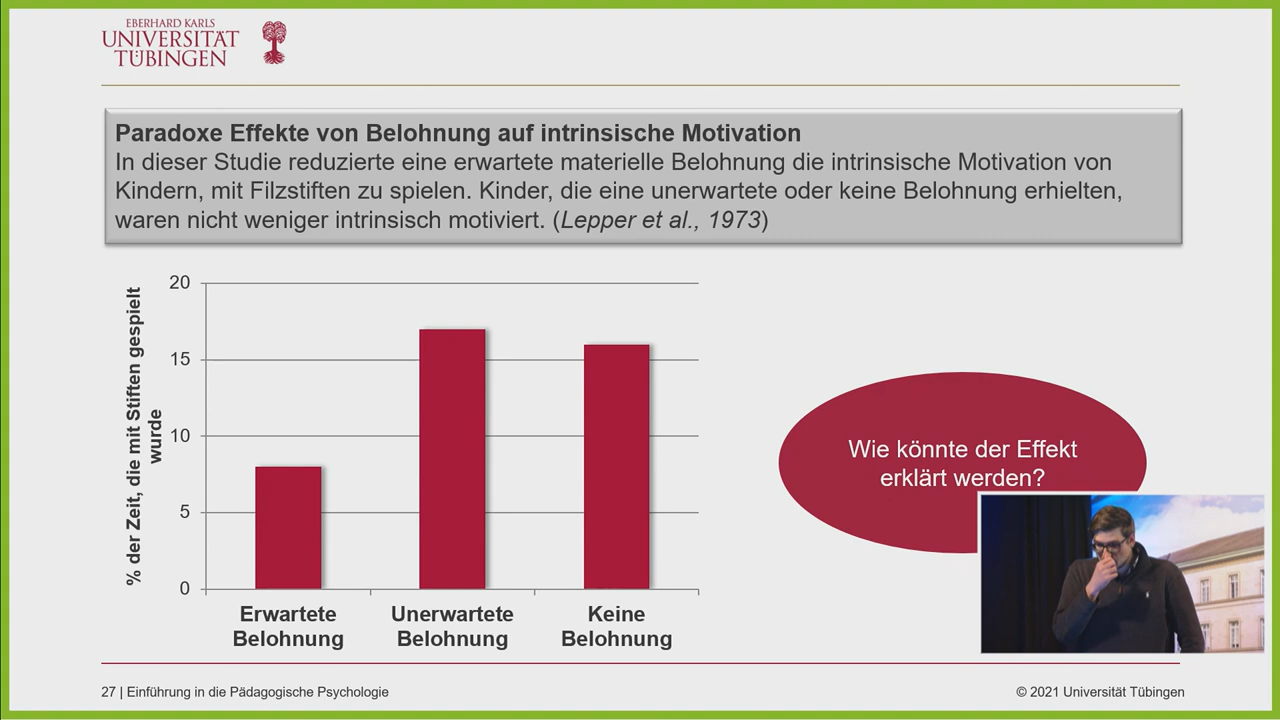 EBERHARD KARLS
UNIVERSITÄT
TÜBINGEN
Paradoxe Effekte von Belohnung auf intrinsische Motivation
In dieser Studie reduzierte eine erwartete materielle Belohnung die intrinsische Motivation von
Kindern, mit Filzstiften zu spielen. Kinder, die eine unerwartete oder keine Belohnung erhielten,
waren nicht weniger intrinsisch motiviert. (Lepper et al., 1973)
% der Zeit, die mit Stiften gespielt
wurde
20
15
10
5
0
Erwartete
Belohnung
Unerwartete
Belohnung
Keine
Belohnung
Wie könnte der Effekt
erklärt werden?
27 | Einführung in die Pädagogische Psychologie
© 2021 Universität Tübingen